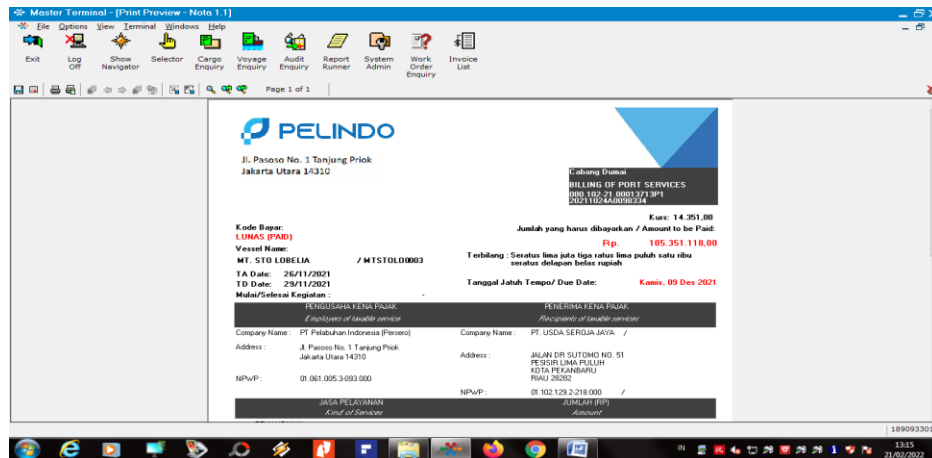 Master Terminal - [Print Preview - Nota 1.1]
File Options View Terminal Windows Help
Exit Log Off Show Navigator Selector Cargo Enquiry Voyage Enquiry Audit Enquiry Report Runner System Admin Work Order Enquiry Invoice List
Page 1 of 1
PELINDO
Jl. Pasoso No. 1 Tanjung Priok
Jakarta Utara 14310
Cabang Dumai
BILLING OF PORT SERVICES
080.102-21.00013713P1
20211024A0098334
Kurs: 14.351,00
Kode Bayar:
Jumlah yang harus dibayarkan / Amount to be Paid:
LUNAS [PAID]
Rp. 105.351.118,00
Vessel Name:
MT. STO LOBELIA / MTSTOLO0003
Terbilang : Seratus lima juta tiga ratus lima puluh satu ribu
seratus delapan belas rupiah
TA Date: 26/11/2021
TD Date: 29/11/2021
Tanggal Jatuh Tempo/ Due Date: Kamis, 09 Des 2021
Mulai/Selesai Kegiatan : -
PENGUSAHA KENA PAJAK
Employers of taxable service
PENERIMA KENA PAJAK
Recipients of taxable services
Company Name : PT Pelabuhan Indonesia (Persero)
Company Name : PT. USDA SEROJA JAYA /
Address : Jl. Pasoso No. 1 Tanjung Priok
Jakarta Utara 14310
Address : JALAN DR SUTOMO NO. 51
PESISIR LIMA PULUH
KOTA PEKANBARU
RIAU 28282
NPWP : 01.061.005.3-093.000
NPWP : 01.102.129.2-218.000 /
JASA PELAYANAN
Kind of Services
JUMLAH (RP)
Amount
189093301
IN
13:15
21/02/2022